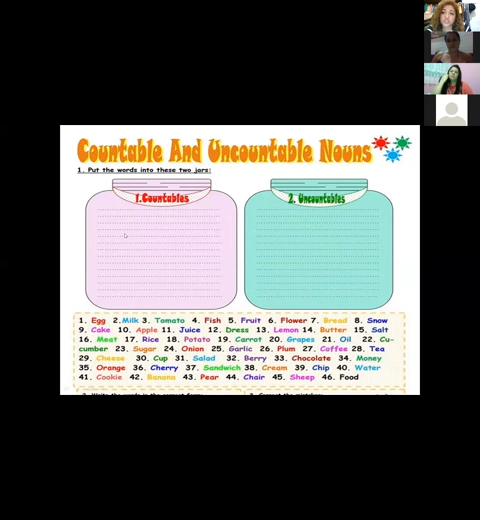 Countable And Uncountable Nouns
1. Put the words into these two jars:
1.Countables
2. Uncountables
1. Egg 2.Milk 3. Tomato 4. Fish 5. Fruit 6. Flower 7. Bread 8. Snow
9. Cake 10. Apple 11. Juice 12. Dress 13. Lemon 14. Butter 15. Salt
16. Meat 17. Rice 18. Potato 19. Carrot 20. Grapes 21. Oil 22. Cu-
cumber 23. Sugar 24. Onion 25. Garlic 26. Plum 27. Coffee 28. Tea
29. Cheese 30. Cup 31. Salad 32. Berry 33. Chocolate 34. Money
35. Orange 36. Cherry 37. Sandwich 38. Cream 39. Chip 40. Water
41. Cookie 42. Banana 43. Pear 44. Chair 45. Sheep 46. Food